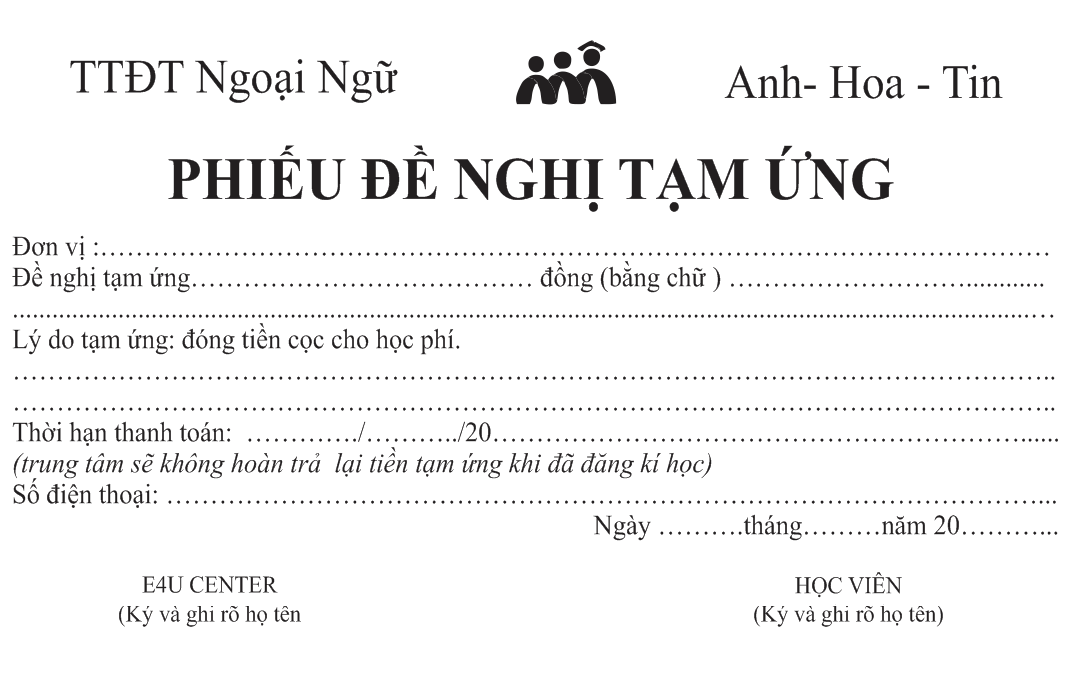 TTĐT Ngoại Ngữ Anh- Hoa - Tin
PHIẾU ĐỀ NGHỊ TẠM ỨNG
Đơn vị :……………………………………………………………………………………………
Đề nghị tạm ứng………………………………… đồng (bằng chữ ) ……………………............
.......................................................................................................................................................…
Lý do tạm ứng: đóng tiền cọc cho học phí.
……………………………………………………………………………………………………..
……………………………………………………………………………………………………..
Thời hạn thanh toán: …………./………../20…………………………………………………......
(trung tâm sẽ không hoàn trả lại tiền tạm ứng khi đã đăng kí học)
Số điện thoại: ……………………………………………………………………………………...
Ngày ……….tháng………năm 20………...
E4U CENTER HỌC VIÊN
(Ký và ghi rõ họ tên (Ký và ghi rõ họ tên)